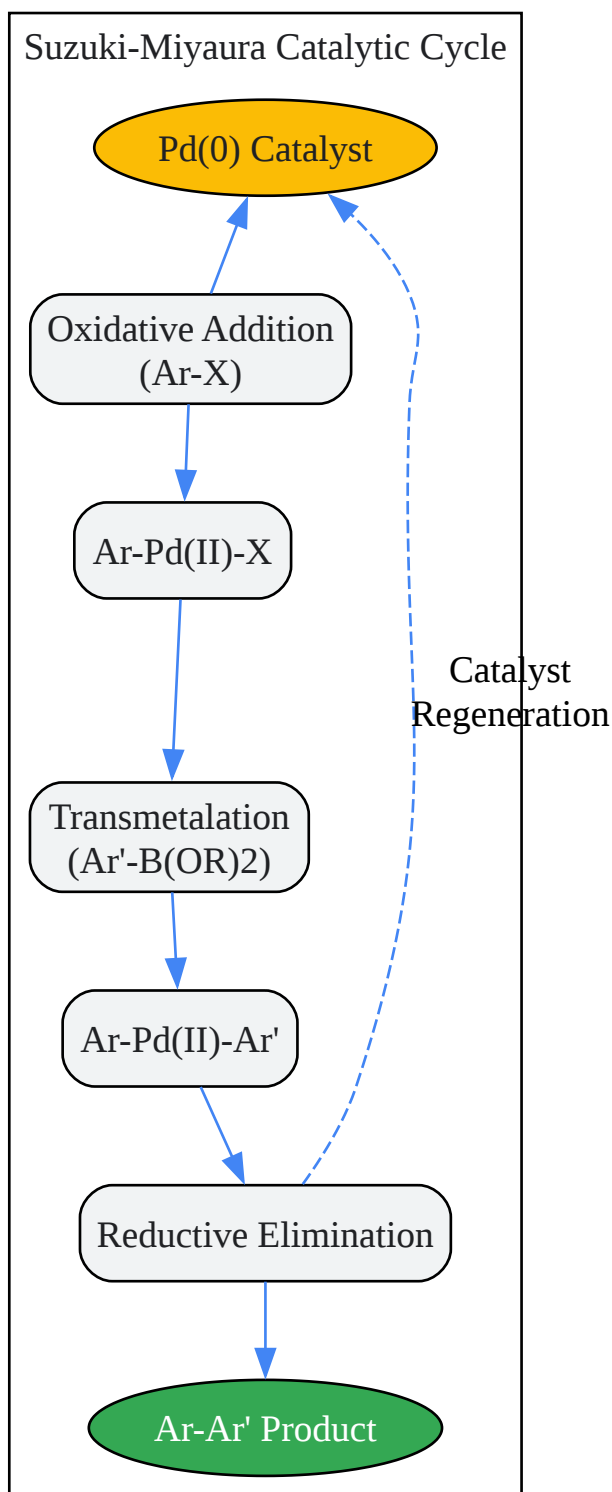 Suzuki-Miyaura Catalytic Cycle
Pd(0) Catalyst
Oxidative Addition
(Ar-X)
Ar-Pd(II)-X
Catalyst
Regeneration
Transmetalation
(Ar'-B(OR)2)
Ar-Pd(II)-Ar'
Reductive Elimination
Ar-Ar' Product